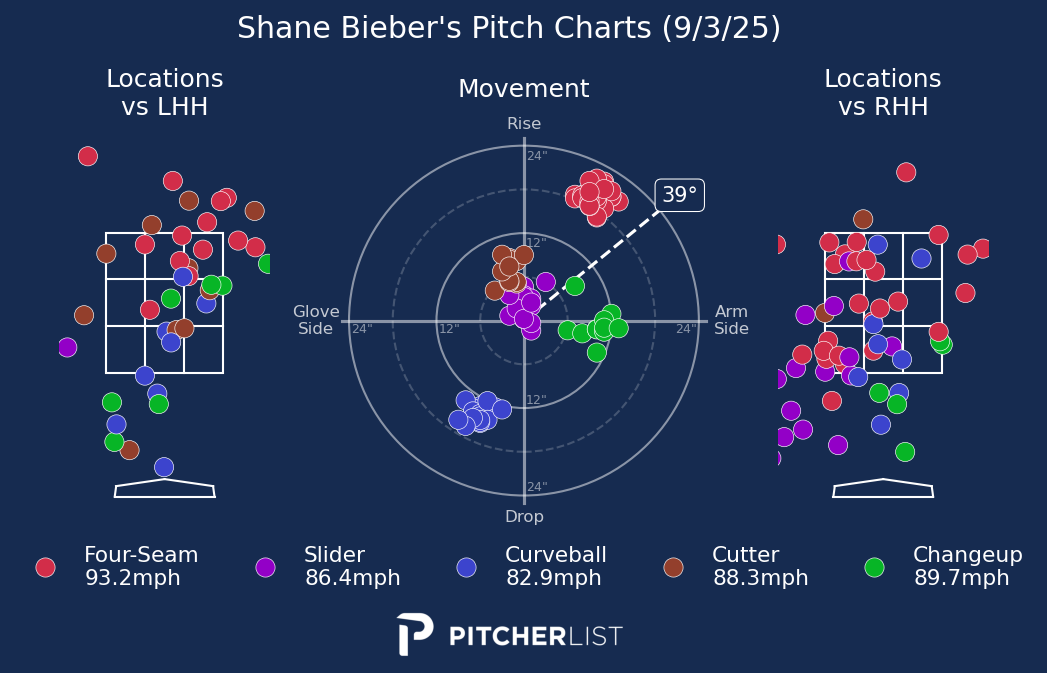 Shane Bieber's Pitch Charts (9/3/25)
Locations
vs LHH
Movement
Locations
vs RHH
Rise
24"
39°
12"
Glove
Side
24"
12"
24"
Arm
Side
12"
24"
Drop
Four-Seam
93.2mph
Slider
86.4mph
Curveball
82.9mph
Cutter
88.3mph
Changeup
89.7mph
PITCHERLIST